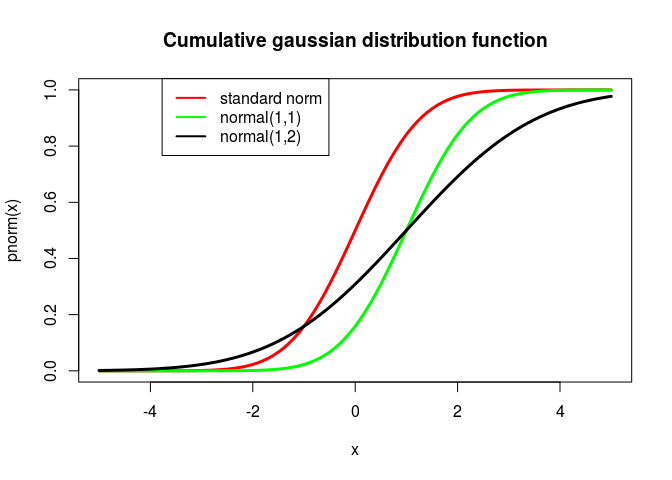 Cumulative gaussian distribution function
standard norm
normal(1,1)
normal(1,2)
pnorm(x)
1.0
0.8
0.6
0.4
0.2
0.0
-4
-2
0
2
4
x